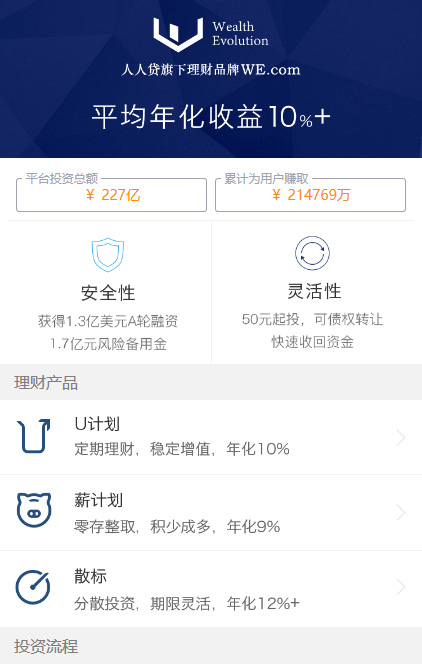 Wealth
Evolution
人人贷旗下理财品牌WE.com
平均年化收益10%+
平台投资总额
¥ 227亿
累计为用户赚取
¥ 214769万
安全性
获得1.3亿美元A轮融资
1.7亿元风险备用金
灵活性
50元起投，可债权转让
快速收回资金
理财产品
U计划
定期理财，稳定增值，年化10%
薪计划
零存整取，积少成多，年化9%
散标
分散投资，期限灵活，年化12%+
投资流程